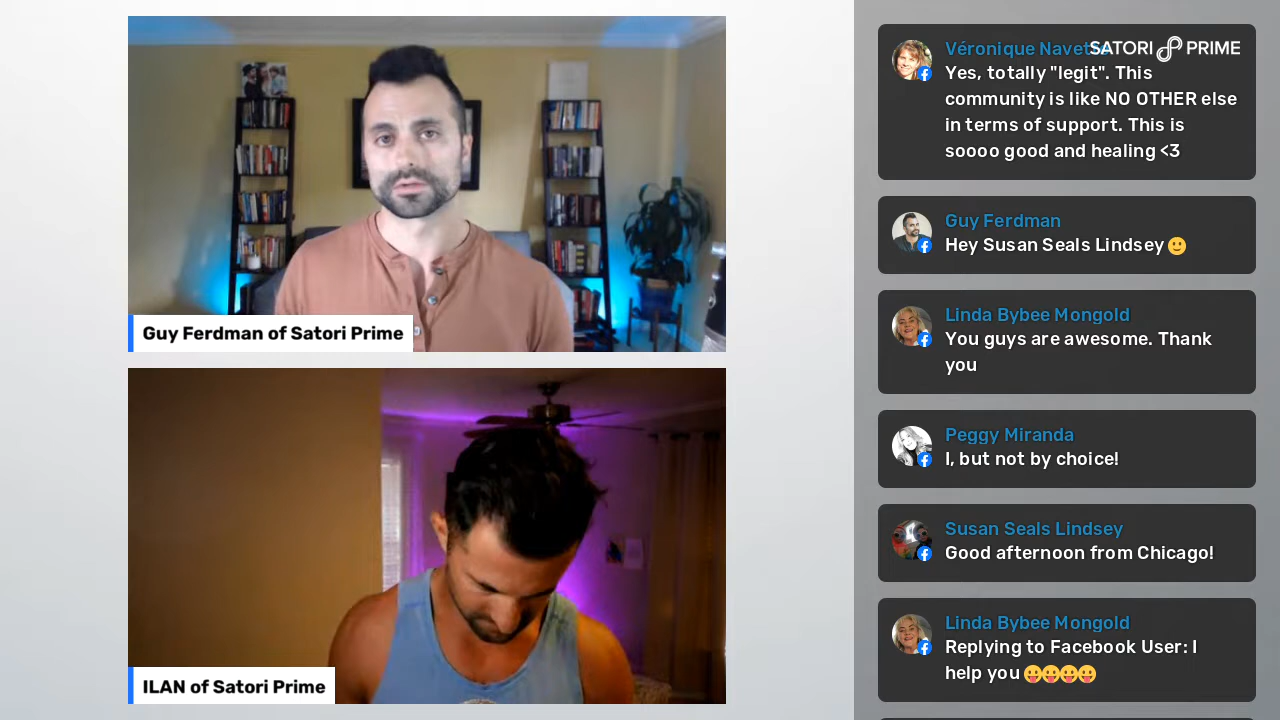 Guy Ferdman of Satori Prime
ILAN of Satori Prime
SATORI PRIME
Véronique Navet
Yes, totally "legit". This
community is like NO OTHER else
in terms of support. This is
soooo good and healing <3
Guy Ferdman
Hey Susan Seals Lindsey 🙂
Linda Bybee Mongold
You guys are awesome. Thank
you
Peggy Miranda
I, but not by choice!
Susan Seals Lindsey
Good afternoon from Chicago!
Linda Bybee Mongold
Replying to Facebook User: I
help you 😛😛😛😛